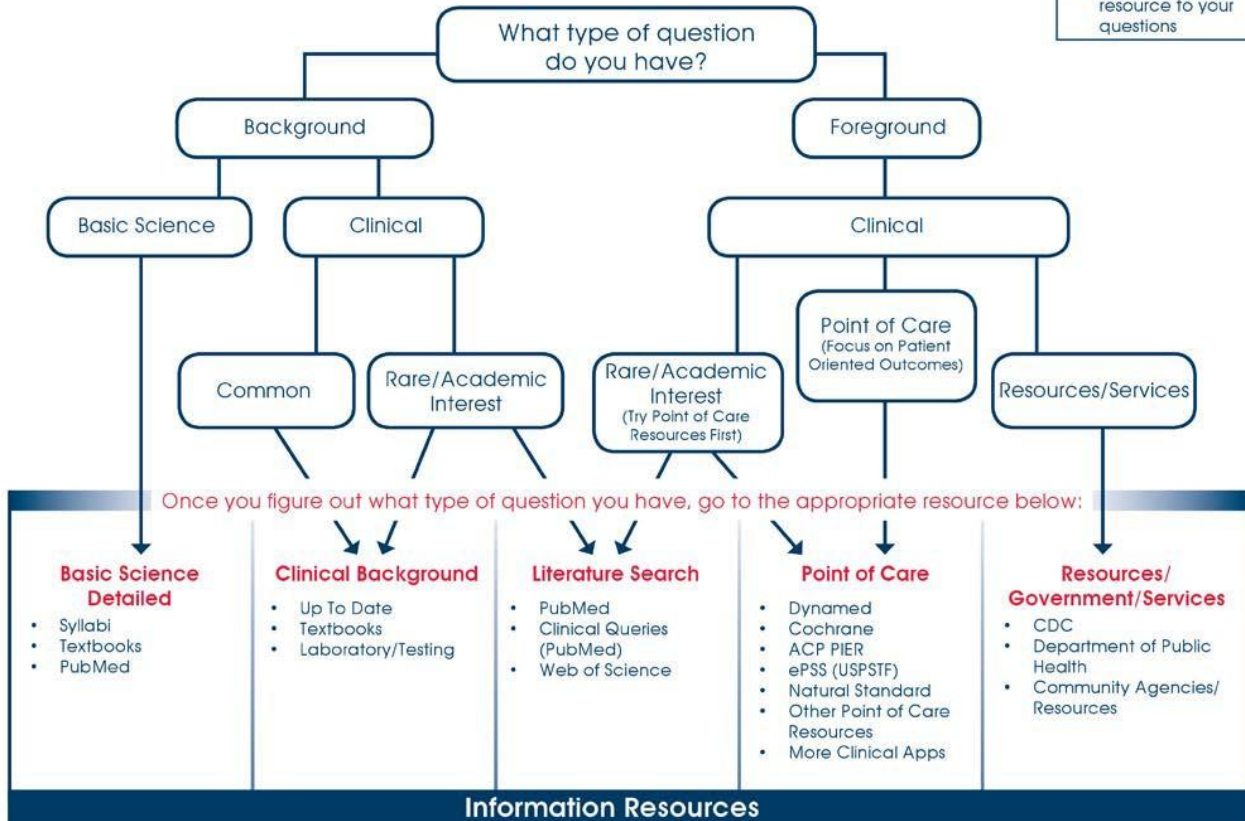 resource to your
questions
What type of question
do you have?
Background
Foreground
Basic Science
Clinical
Clinical
Common
Rare/Academic
Interest
Rare/Academic
Interest
(Try Point of Care
Resources First)
Point of Care
(Focus on Patient
Oriented Outcomes)
Resources/Services
Once you figure out what type of question you have, go to the appropriate resource below:
Basic Science
Detailed
• Syllabi
• Textbooks
• PubMed
Clinical Background
• Up To Date
• Textbooks
• Laboratory/Testing
Literature Search
• PubMed
• Clinical Queries
(PubMed)
• Web of Science
Point of Care
• Dynamed
• Cochrane
• ACP PIER
• ePSS (USPSTF)
• Natural Standard
• Other Point of Care
Resources
• More Clinical Apps
Resources/
Government/Services
• CDC
• Department of Public
Health
• Community Agencies/
Resources
Information Resources